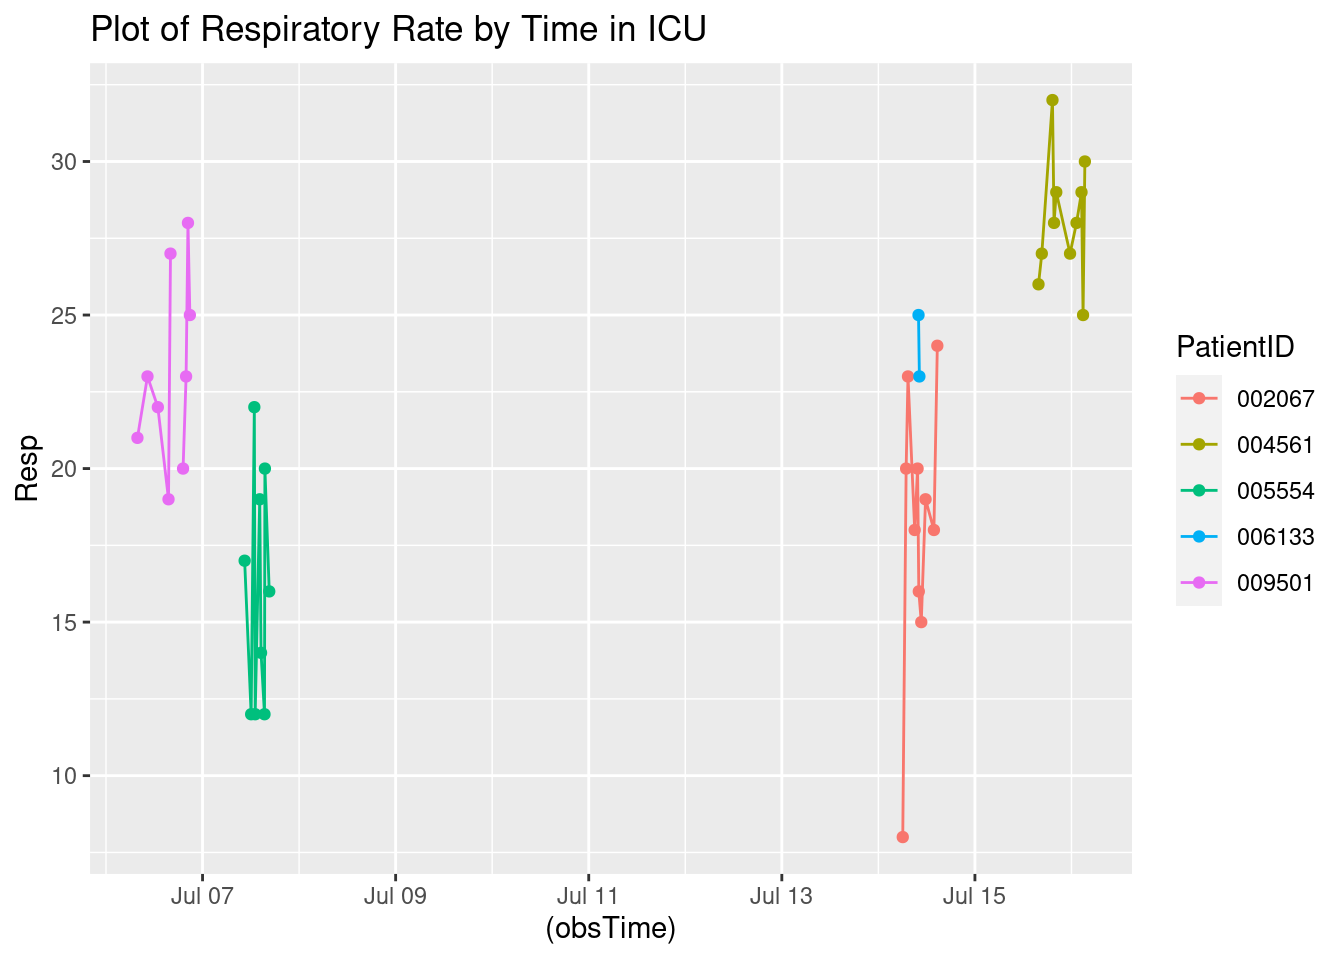 Plot of Respiratory Rate by Time in ICU
30
25
20
15
10
Resp
Jul 07 Jul 09 Jul 11 Jul 13 Jul 15
(obsTime)
PatientID
002067
004561
005554
006133
009501